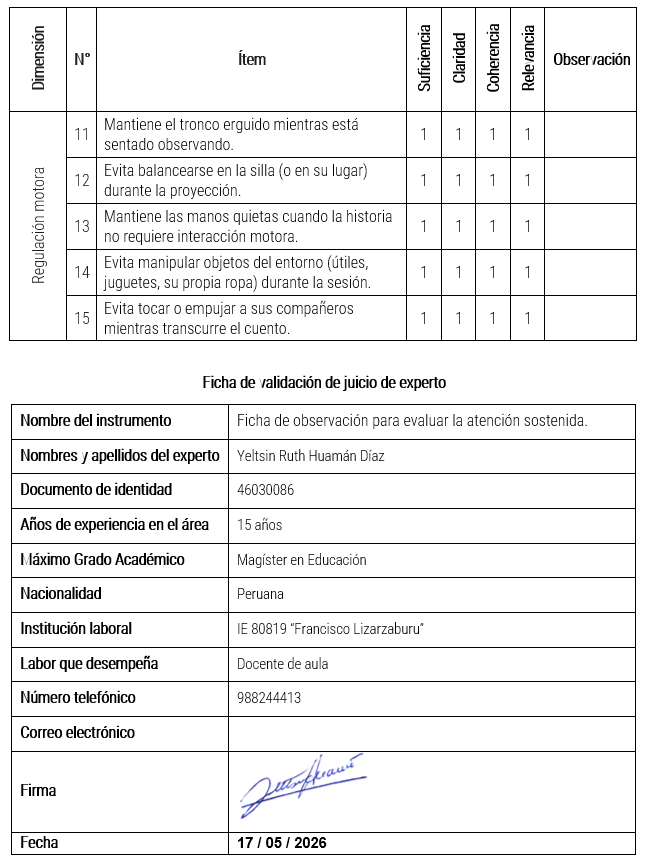 Dimensión N° Ítem Suficiencia Claridad Coherencia Relevancia Observación
Regulación motora
11 Mantiene el tronco erguido mientras está
sentado observando. 1 1 1 1
12 Evita balancearse en la silla (o en su lugar)
durante la proyección. 1 1 1 1
13 Mantiene las manos quietas cuando la historia
no requiere interacción motora. 1 1 1 1
14 Evita manipular objetos del entorno (útiles,
juguetes, su propia ropa) durante la sesión. 1 1 1 1
15 Evita tocar o empujar a sus compañeros
mientras transcurre el cuento. 1 1 1 1
Ficha de validación de juicio de experto
Nombre del instrumento Ficha de observación para evaluar la atención sostenida.
Nombres y apellidos del experto Yeltsin Ruth Huamán Díaz
Documento de identidad 46030086
Años de experiencia en el área 15 años
Máximo Grado Académico Magíster en Educación
Nacionalidad Peruana
Institución laboral IE 80819 “Francisco Lizarzaburu”
Labor que desempeña Docente de aula
Número telefónico 988244413
Correo electrónico
Firma
Fecha 17 / 05 / 2026